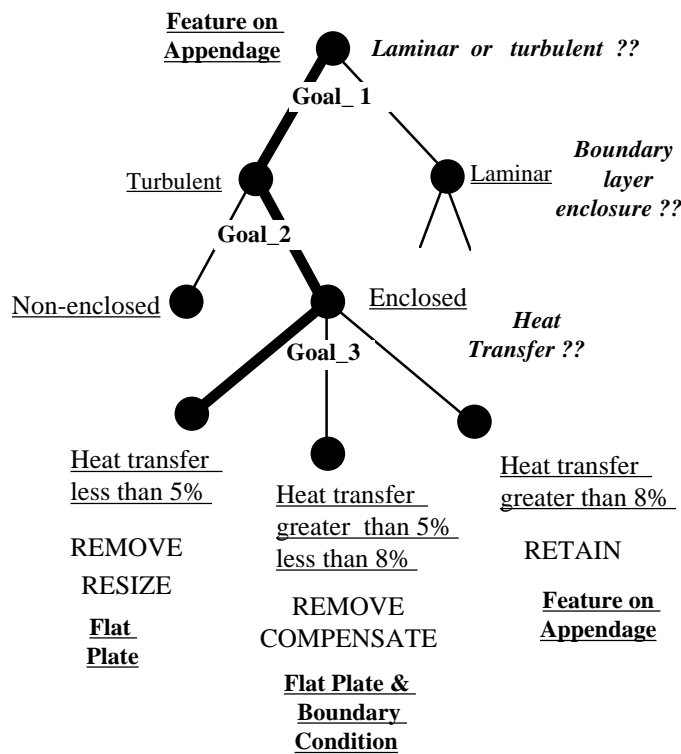 Feature on
Appendage
Laminar or turbulent ??
Goal_ 1
Turbulent
Laminar
Boundary
layer
enclosure ??
Goal_2
Non-enclosed
Enclosed
Heat
Transfer ??
Goal_3
Heat transfer
less than 5%
REMOVE
RESIZE
Flat
Plate
Heat transfer
greater than 5%
less than 8%
REMOVE
COMPENSATE
Flat Plate &
Boundary
Condition
Heat transfer
greater than 8%
RETAIN
Feature on
Appendage